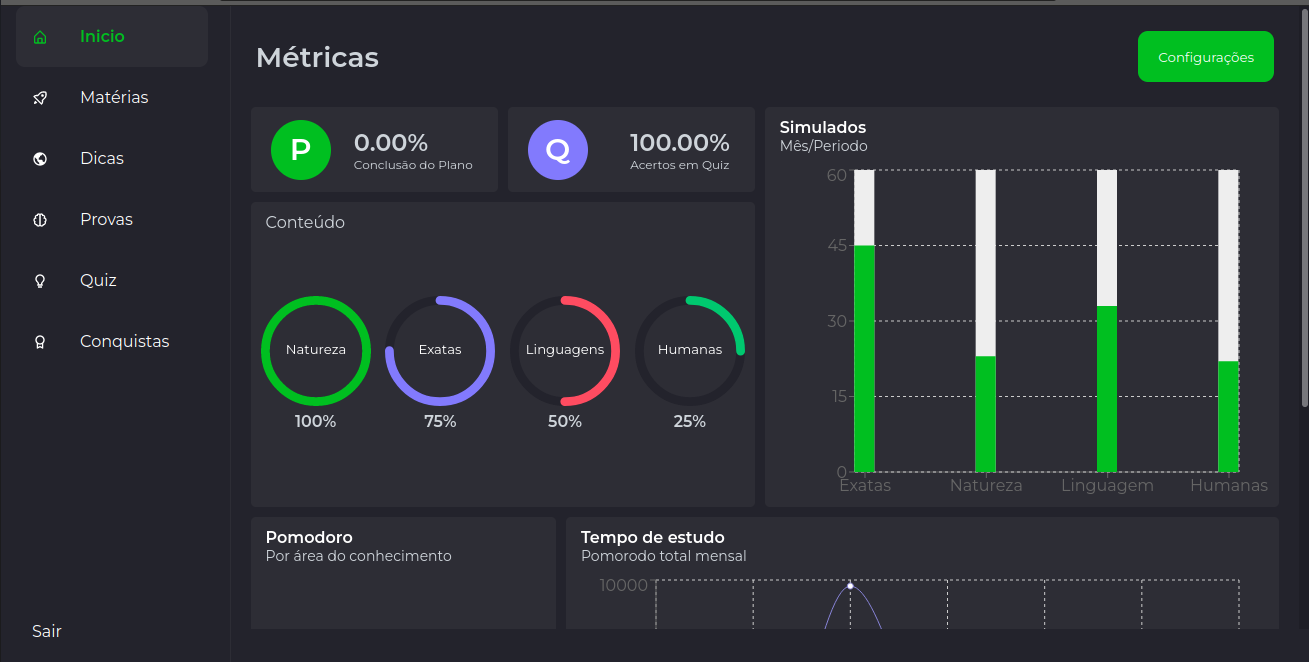 Inicio
Matérias
Dicas
Provas
Quiz
Conquistas
Sair
Métricas
Configurações
P
0.00%
Conclusão do Plano
Q
100.00%
Acertos em Quiz
Conteúdo
Natureza
100%
Exatas
75%
Linguagens
50%
Humanas
25%
Simulados
Mês/Periodo
60
45
30
15
0
Exatas
Natureza
Linguagem
Humanas
Pomodoro
Por área do conhecimento
Tempo de estudo
Pomorodo total mensal
10000